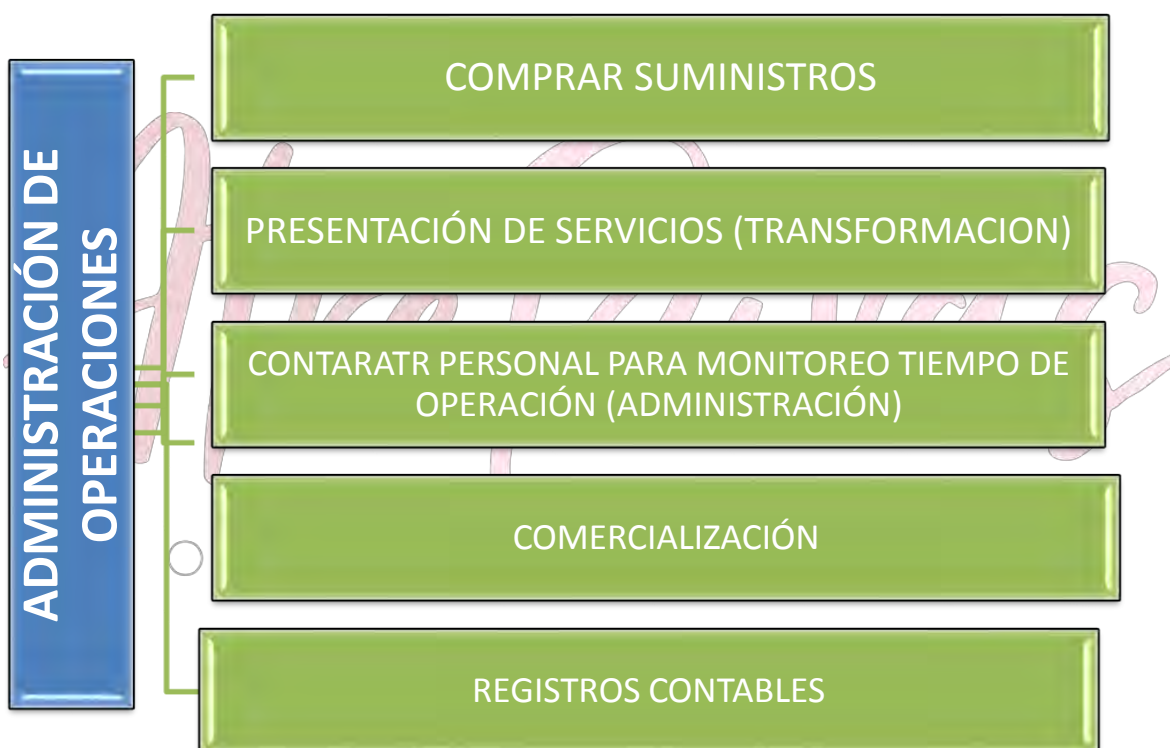 ADMINISTRACIÓN DE
OPERACIONES
COMPRAR SUMINISTROS
PRESENTACIÓN DE SERVICIOS (TRANSFORMACION)
CONTARATR PERSONAL PARA MONITOREO TIEMPO DE
OPERACIÓN (ADMINISTRACIÓN)
COMERCIALIZACIÓN
REGISTROS CONTABLES